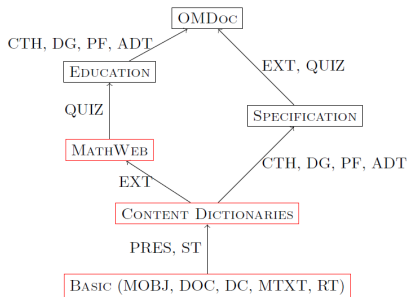 OMDoc
CTH, DG, PF, ADT
EXT, QUIZ
Education
QUIZ
Specification
MathWeb
CTH, DG, PF, ADT
EXT
Content Dictionaries
PRES, ST
Basic (MOBJ, DOC, DC, MTXT, RT)